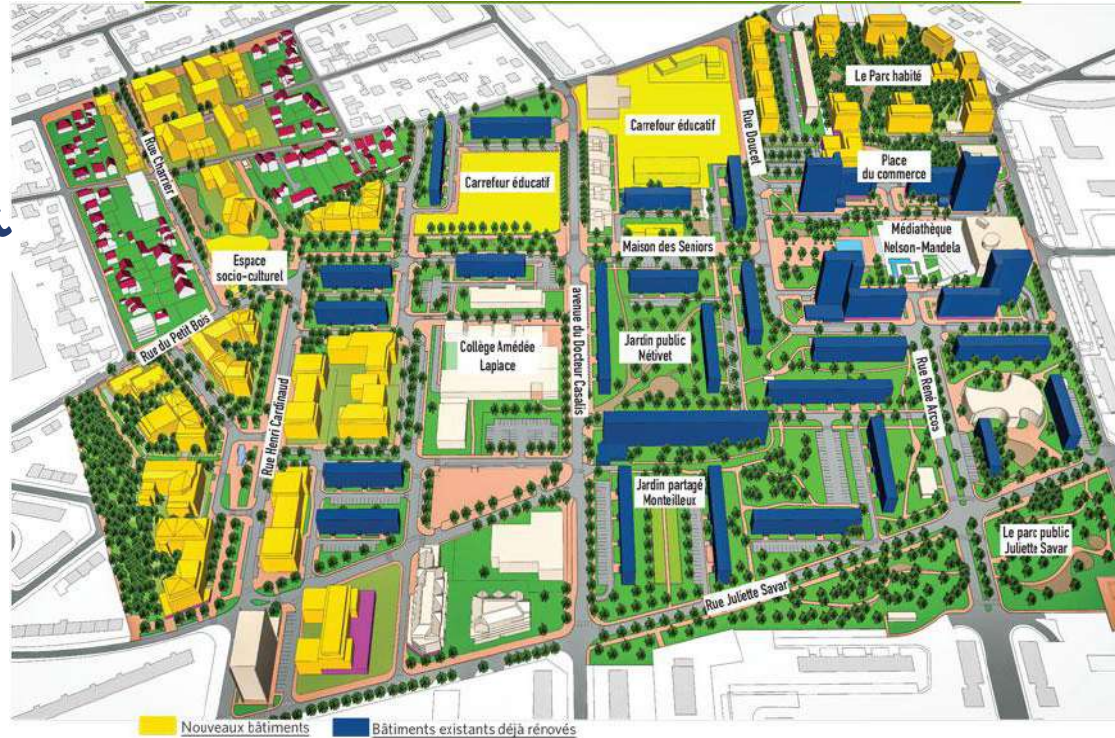 Le Parc habité
Carrefour éducatif
Rue Doucet
Rue Charrier
Carrefour éducatif
Place
du commerce
Maison des Seniors
Médiathèque
Nelson-Mandela
Espace
socio-culturel
Rue du Petit Bois
avenue du Docteur Casalis
Collège Amédée
Laplace
Jardin public
Métivet
Rue René Arcos
Rue Henri Cardinaud
Jardin partagé
Monteilleux
Le parc public
Juliette Savar
Rue Juliette Savar
Nouveaux bâtiments
Bâtiments existants déjà rénovés